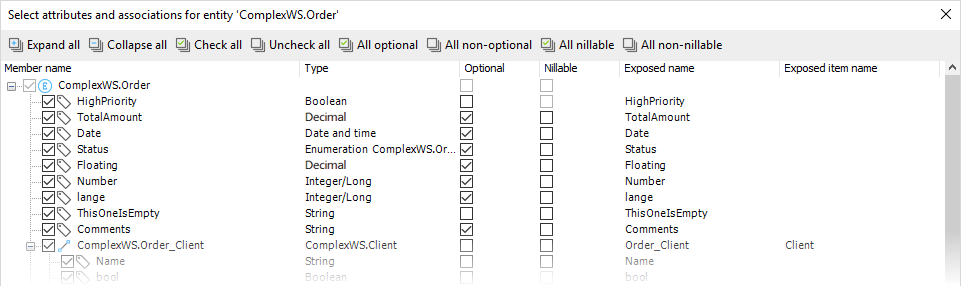 Select attributes and associations for entity 'ComplexWS.Order'
Expand all Collapse all Check all Uncheck all All optional All non-optional All nillable All non-nillable
Member name Type Optional Nillable Exposed name Exposed item name
ComplexWS.Order
HighPriority Boolean HighPriority
TotalAmount Decimal TotalAmount
Date Date and time Date
Status Enumeration ComplexWS.Or... Status
Floating Decimal Floating
Number Integer/Long Number
lange Integer/Long lange
ThisOneIsEmpty String ThisOneIsEmpty
Comments String Comments
ComplexWS.Order_Client ComplexWS.Client Order_Client Client
Name String Name
bool Boolean bool